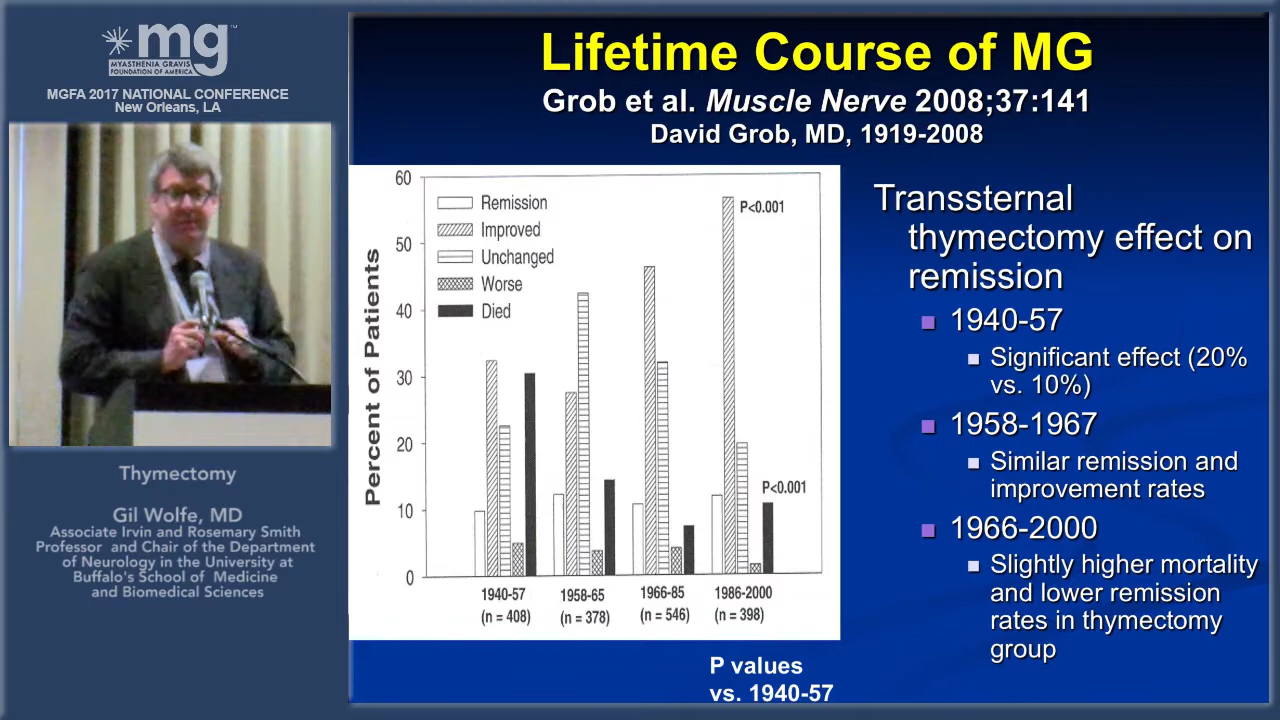 mg™
MYASTHENIA GRAVIS
FOUNDATION OF AMERICA
MGFA 2017 NATIONAL CONFERENCE
New Orleans, LA
Thymectomy
Gil Wolfe, MD
Associate Irvin and Rosemary Smith
Professor and Chair of the Department
of Neurology in the University at
Buffalo's School of Medicine
and Biomedical Sciences
Lifetime Course of MG
Grob et al. Muscle Nerve 2008;37:141
David Grob, MD, 1919-2008
Percent of Patients
60
50
40
30
20
10
0
Remission
Improved
Unchanged
Worse
Died
P<0.001
P<0.001
1940-57 1958-65 1966-85 1986-2000
(n = 408) (n = 378) (n = 546) (n = 398)
P values
vs. 1940-57
Transsternal
thymectomy effect on
remission
1940-57
Significant effect (20%
vs. 10%)
1958-1967
Similar remission and
improvement rates
1966-2000
Slightly higher mortality
and lower remission
rates in thymectomy
group